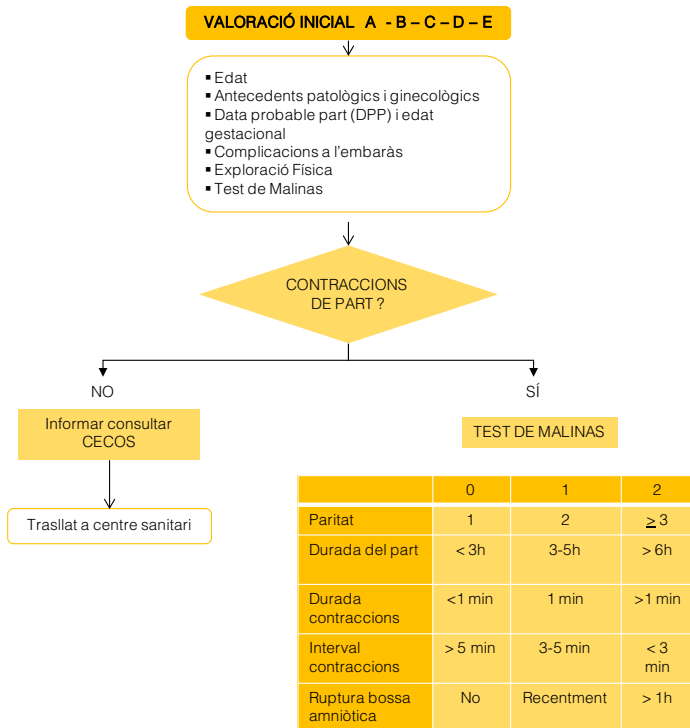 VALORACIÓ INICIAL A - B – C – D – E
▪ Edat
▪ Antecedents patològics i ginecològics
▪ Data probable part (DPP) i edat
gestacional
▪ Complicacions a l'embaràs
▪ Exploració Física
▪ Test de Malinas
CONTRACCIONS
DE PART ?
NO
SÍ
Informar consultar
CECOS
TEST DE MALINAS
Trasllat a centre sanitari
0 1 2
Paritat 1 2 ≥ 3
Durada del part < 3h 3-5h > 6h
Durada
contraccions
<1 min 1 min >1 min
Interval
contraccions
> 5 min 3-5 min < 3
min
Ruptura bossa
amniòtica
No Recentment > 1h